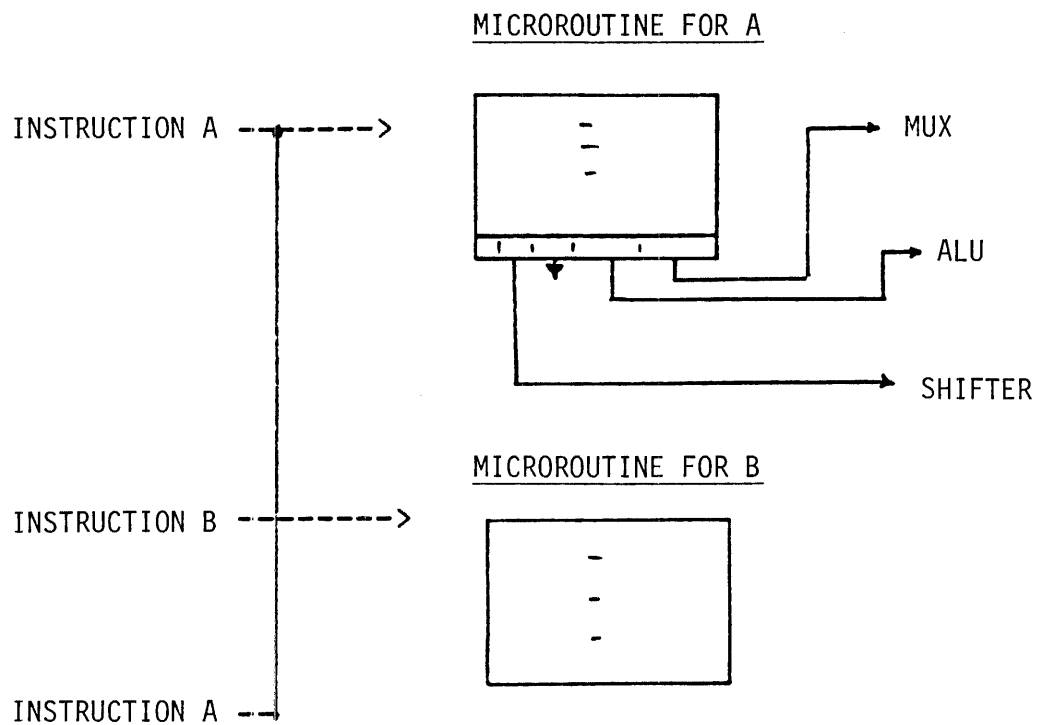 MICROROUTINE FOR A
INSTRUCTION A
MUX
ALU
SHIFTER
MICROROUTINE FOR B
INSTRUCTION B
INSTRUCTION A